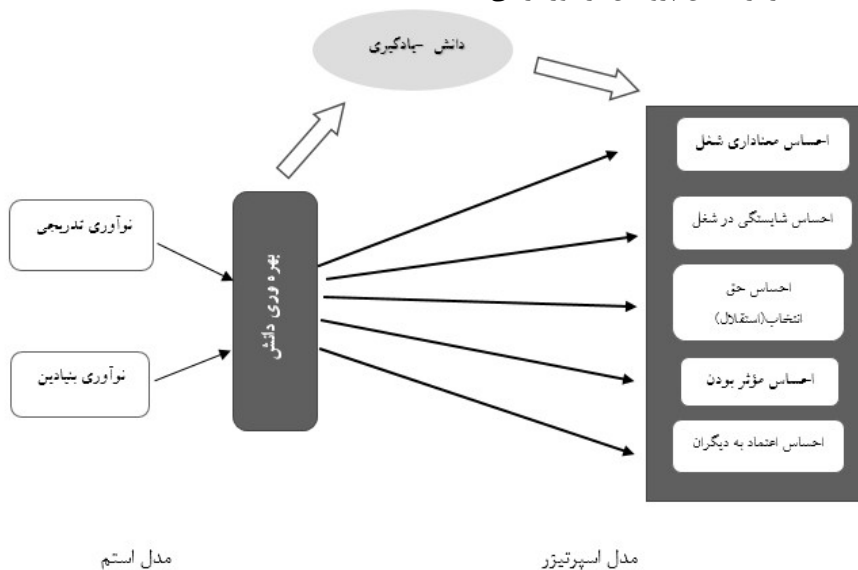 دانش -یادگیری
احساس معناداری شغل
احساس شایستگی در شغل
احساس حق
انتخاب(استقلال)
احساس مؤثر بودن
احساس اعتماد به دیگران
بهره وری دانش
نوآوری تدریجی
نوآوری بنیادین
مدل اسپرتیزر
مدل استم